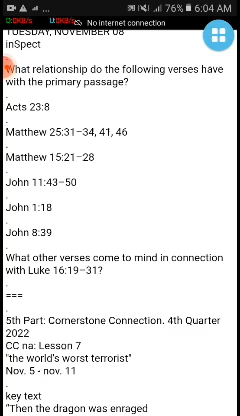 0:0KB/s U:0KB/s No internet connection 76% 6:04 AM
TUESDAY, NOVEMBER 08
inSpect
.
What relationship do the following verses have
with the primary passage?
.
Acts 23:8
.
Matthew 25:31–34, 41, 46
.
Matthew 15:21–28
.
John 11:43–50
.
John 1:18
.
John 8:39
.
What other verses come to mind in connection
with Luke 16:19–31?
.
===
.
5th Part: Cornerstone Connection. 4th Quarter
2022
CC na: Lesson 7
"the world's worst terrorist"
Nov. 5 - nov. 11
.
key text
"Then the dragon was enraged